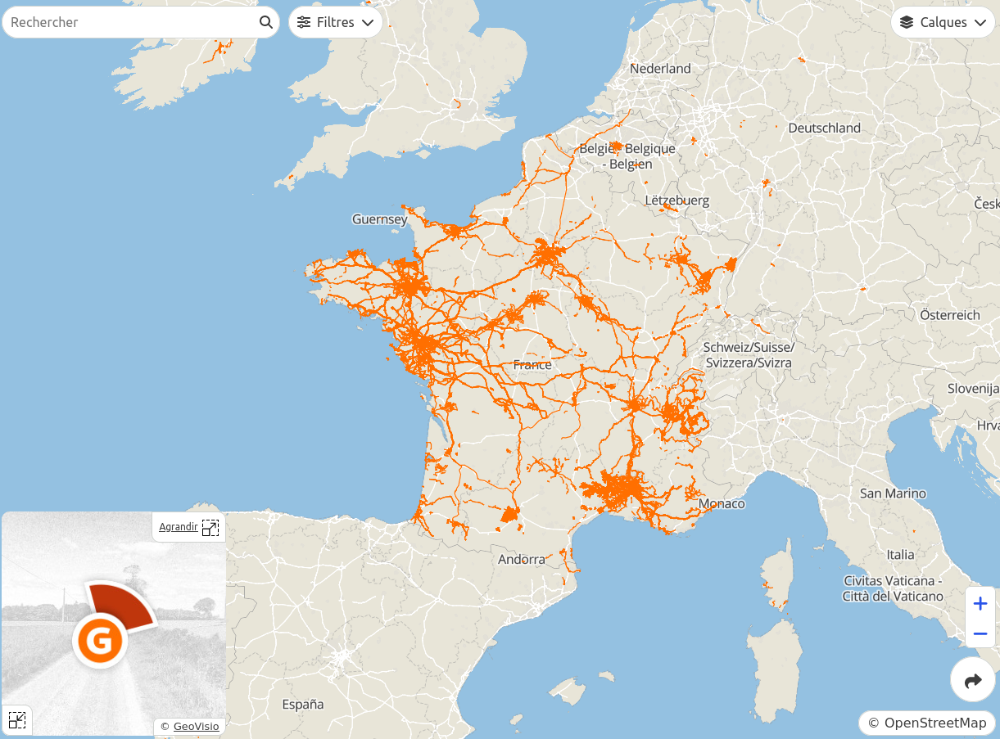 Rechercher
Filtres
Calques
Nederland
Deutschland
België - Belgique
- Belgien
Lëtzebuerg
Česk
Guernsey
Österreich
Schweiz/Suisse/
Svizzera/Svizra
France
Slovenija
Hrva
San Marino
Monaco
Agrandir
Andorra
Italia
Civitas Vaticana -
Città del Vaticano
+
−
G
España
© GeoVisio
© OpenStreetMap